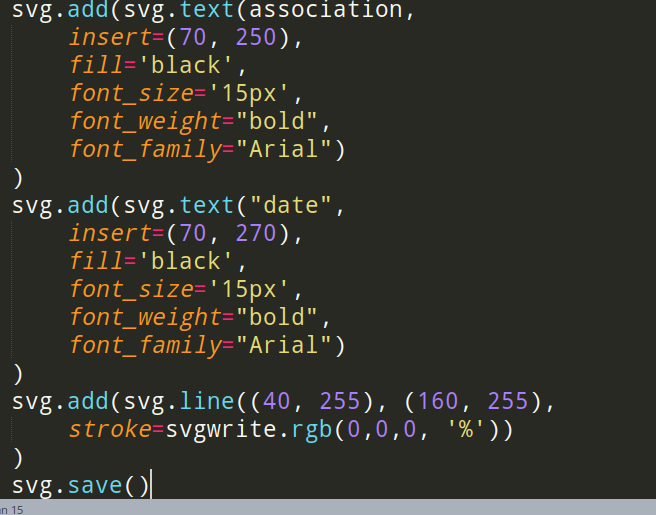 svg.add(svg.text(association,
    insert=(70, 250),
    fill='black',
    font_size='15px',
    font_weight="bold",
    font_family="Arial")
)
svg.add(svg.text("date",
    insert=(70, 270),
    fill='black',
    font_size='15px',
    font_weight="bold",
    font_family="Arial")
)
svg.add(svg.line((40, 255), (160, 255),
    stroke=svgwrite.rgb(0,0,0, '%'))
)
svg.save()
15